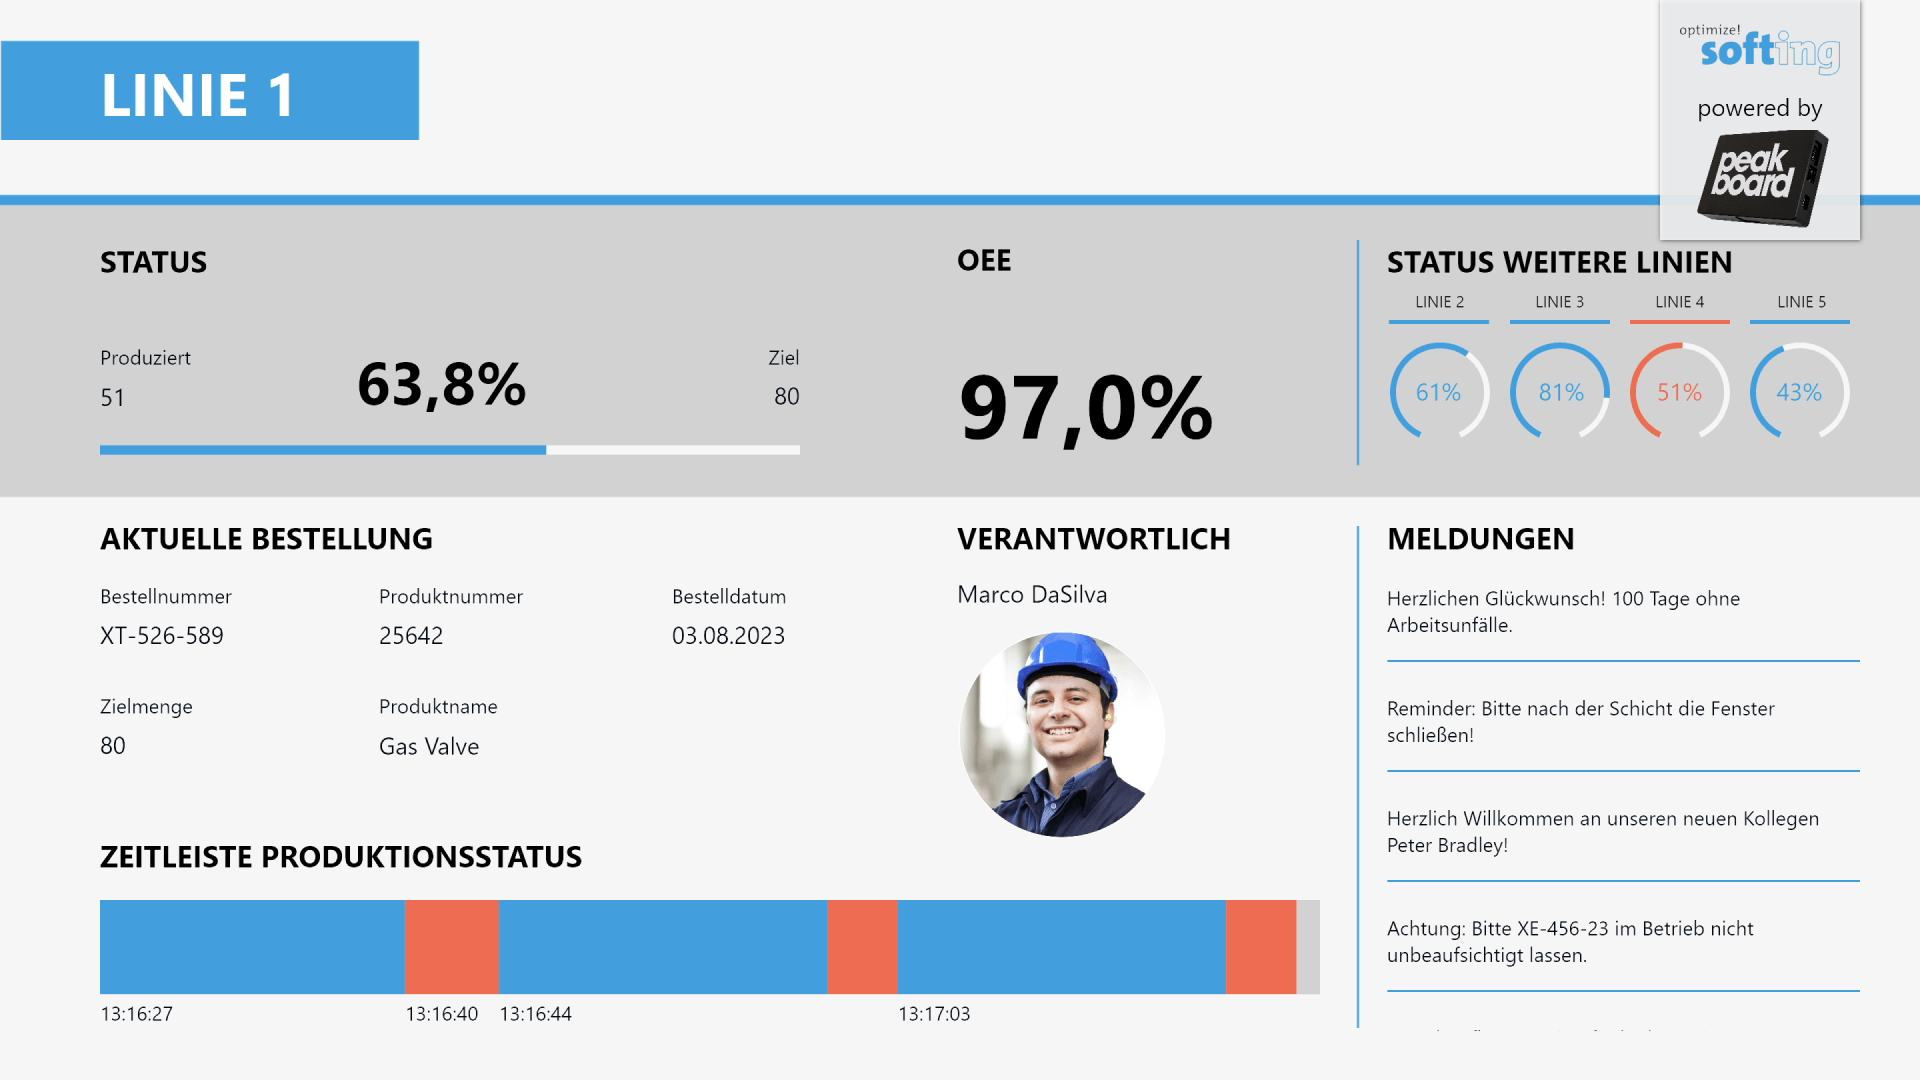 LINIE 1
optimize!
softing
powered by
peak
board
STATUS
Produziert
51
63,8%
Ziel
80
OEE
97,0%
STATUS WEITERE LINIEN
LINIE 2 LINIE 3 LINIE 4 LINIE 5
61% 81% 51% 43%
AKTUELLE BESTELLUNG
Bestellnummer Produktnummer Bestelldatum
XT-526-589 25642 03.08.2023
Zielmenge Produktname
80 Gas Valve
VERANTWORTLICH
Marco DaSilva
MELDUNGEN
Herzlichen Glückwunsch! 100 Tage ohne
Arbeitsunfälle.
Reminder: Bitte nach der Schicht die Fenster
schließen!
Herzlich Willkommen an unseren neuen Kollegen
Peter Bradley!
Achtung: Bitte XE-456-23 im Betrieb nicht
unbeaufsichtigt lassen.
ZEITLEISTE PRODUKTIONSSTATUS
13:16:27 13:16:40 13:16:44 13:17:03